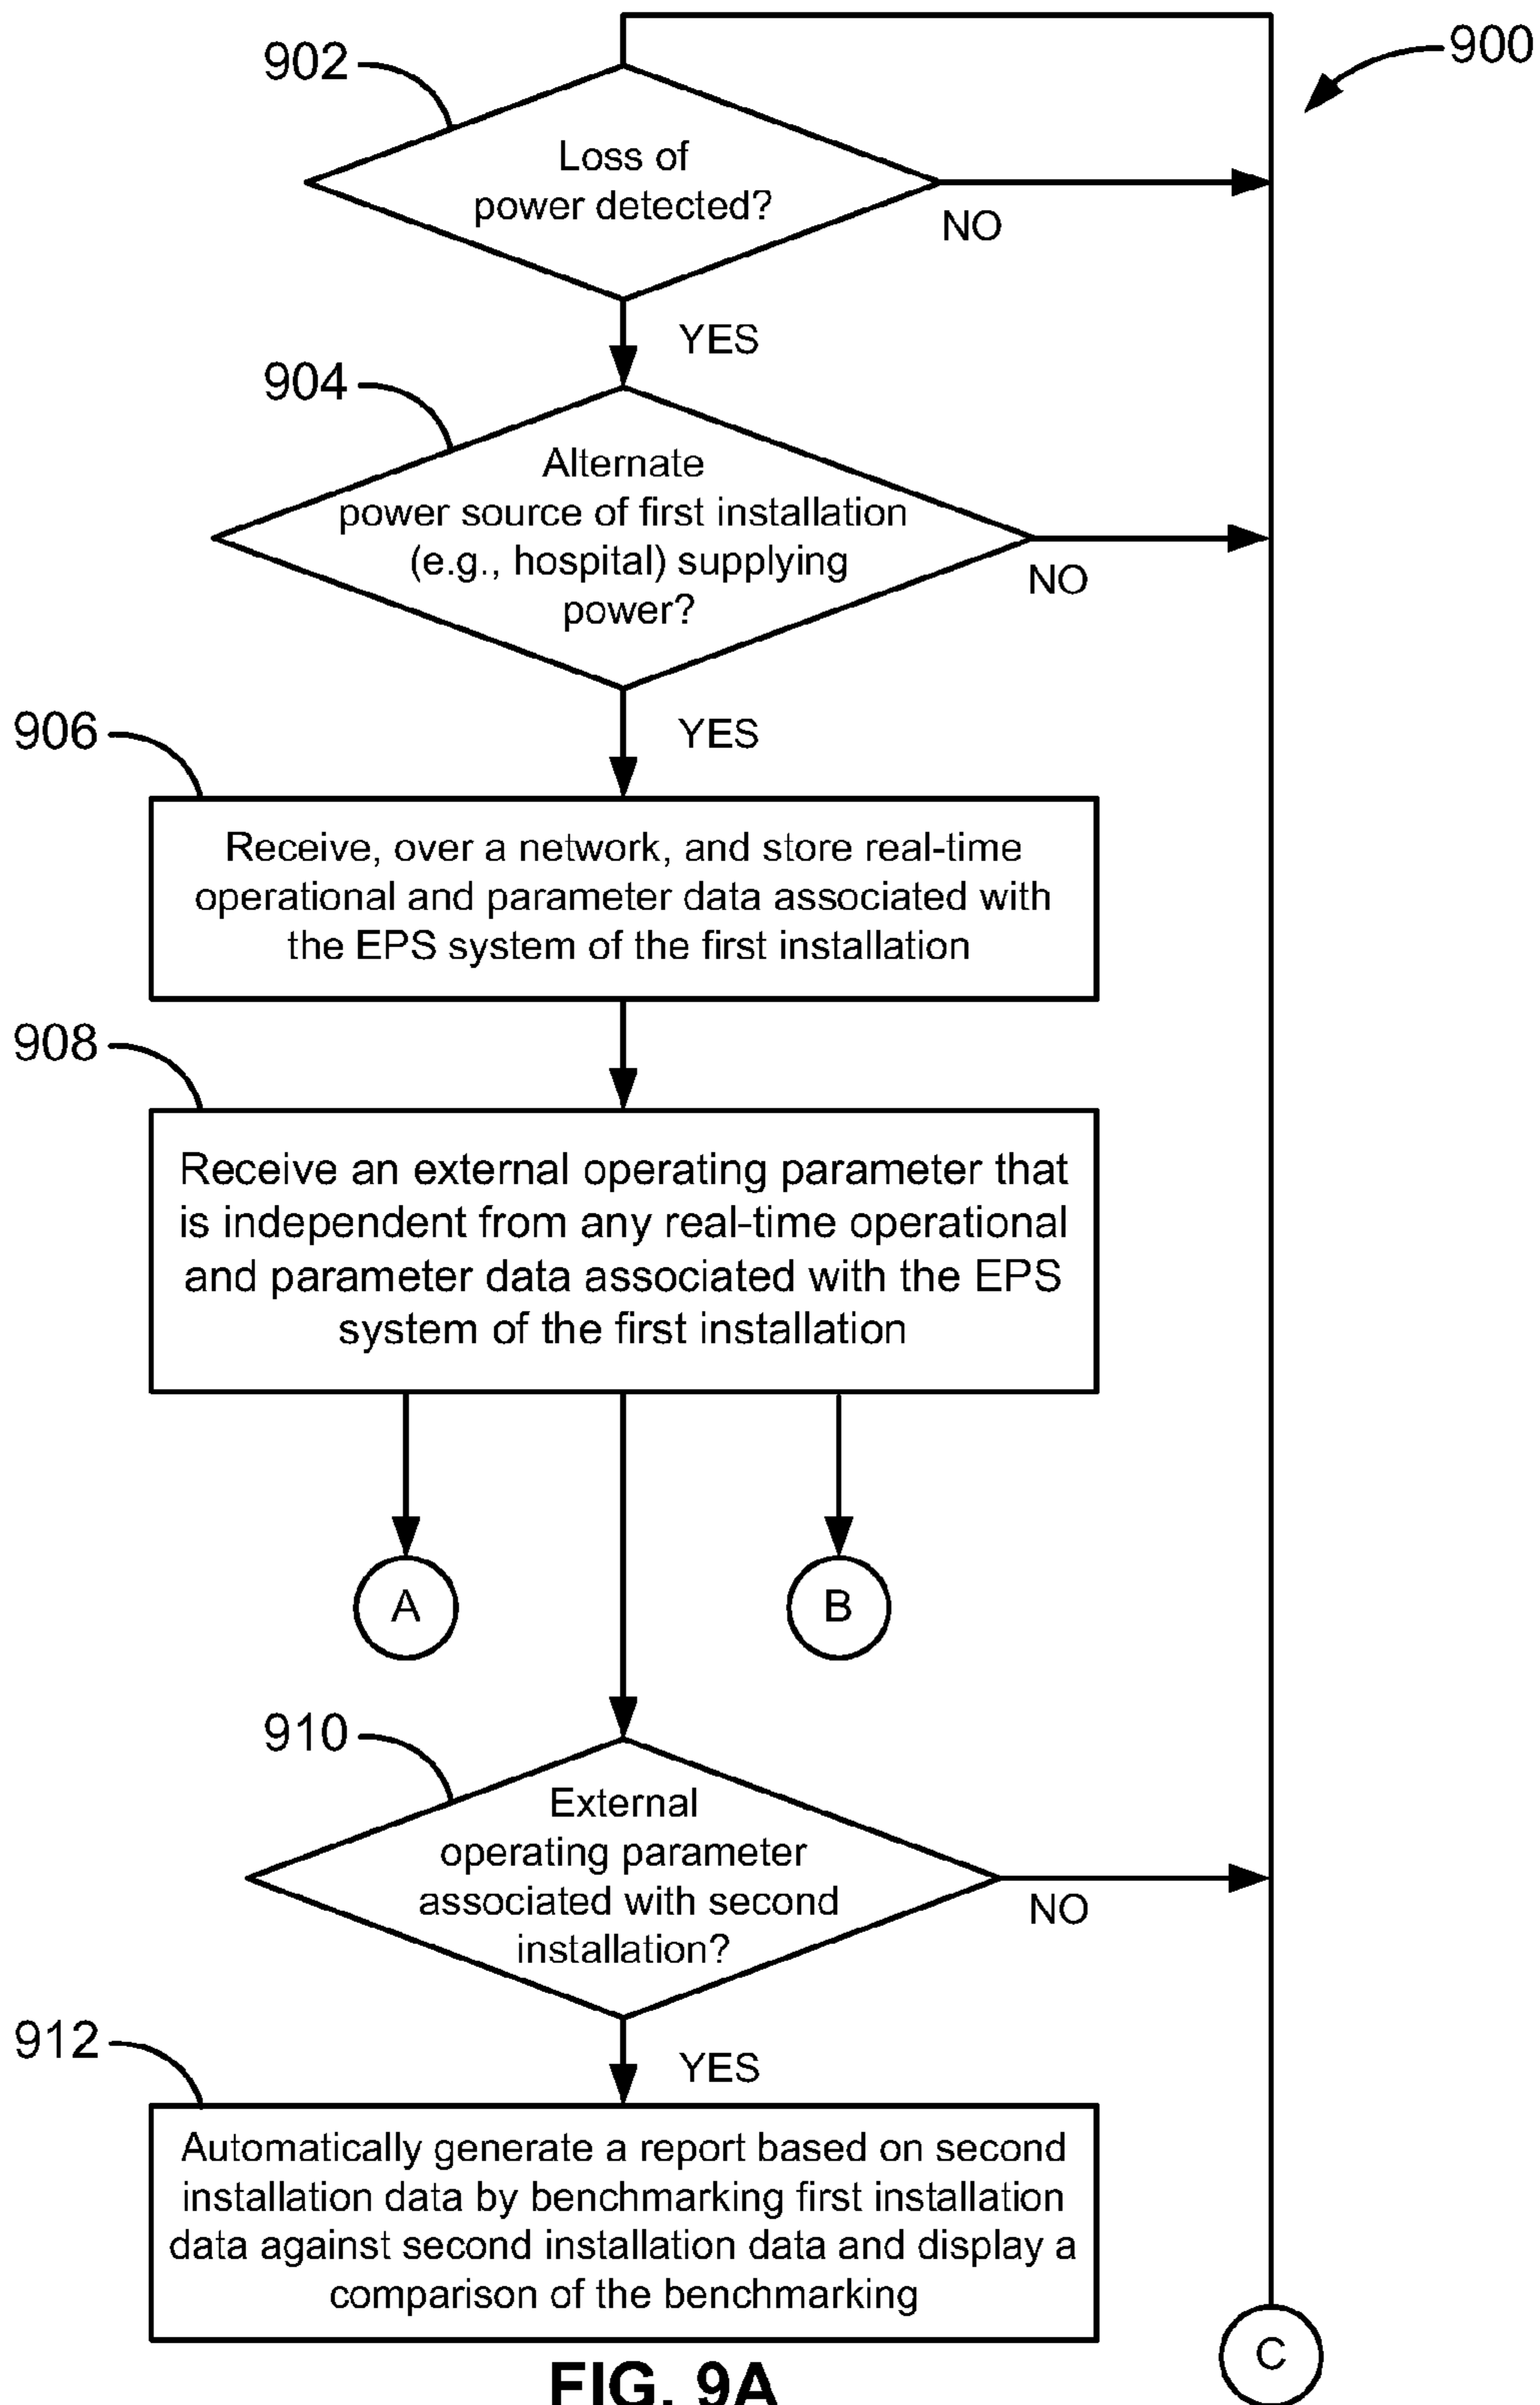 900
902
Loss of
power detected?
NO
YES
904
Alternate
power source of first installation
(e.g., hospital) supplying
power?
NO
YES
906
Receive, over a network, and store real-time
operational and parameter data associated with
the EPS system of the first installation
908
Receive an external operating parameter that
is independent from any real-time operational
and parameter data associated with the EPS
system of the first installation
A
B
910
External
operating parameter
associated with second
installation?
NO
YES
912
Automatically generate a report based on second
installation data by benchmarking first installation
data against second installation data and display a
comparison of the benchmarking
C
FIG. 9A